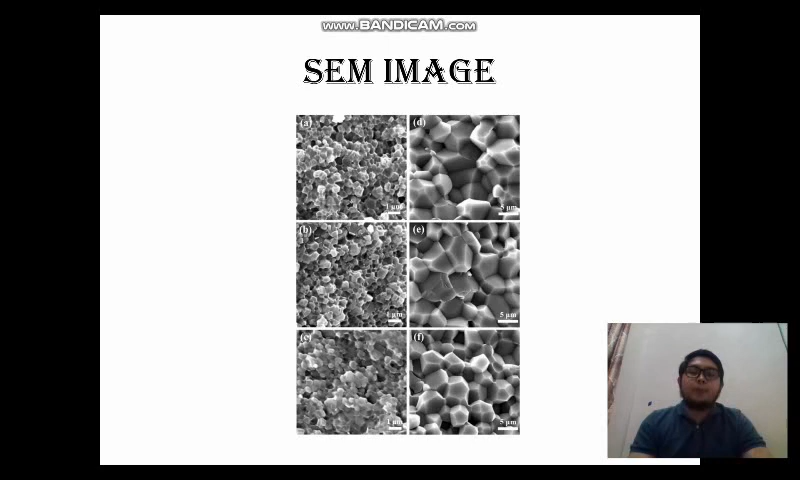 WWW.BANDICAM.COM
SEM IMAGE
(a)
1 μm
(d)
5 μm
(b)
1 μm
(e)
5 μm
(c)
1 μm
(f)
5 μm